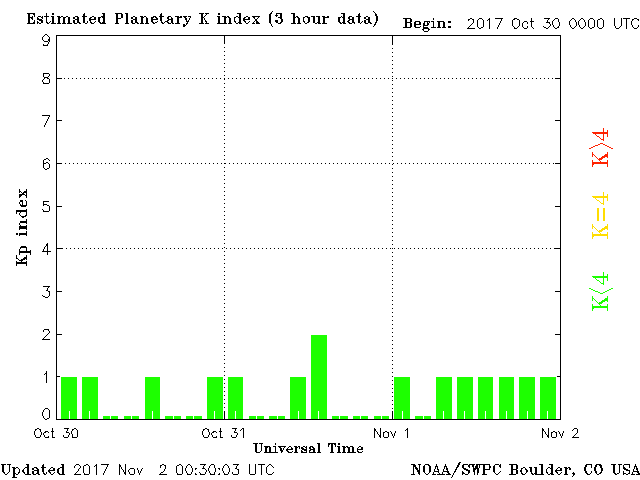 Estimated Planetary K index (3 hour data)
Begin: 2017 Oct 30 0000 UTC
9
8
7
6
5
4
3
2
1
0
Kp index
K>4
K=4
K<4
Oct 30
Oct 31
Nov 1
Nov 2
Universal Time
Updated 2017 Nov 2 00:30:03 UTC
NOAA/SWPC Boulder, CO USA